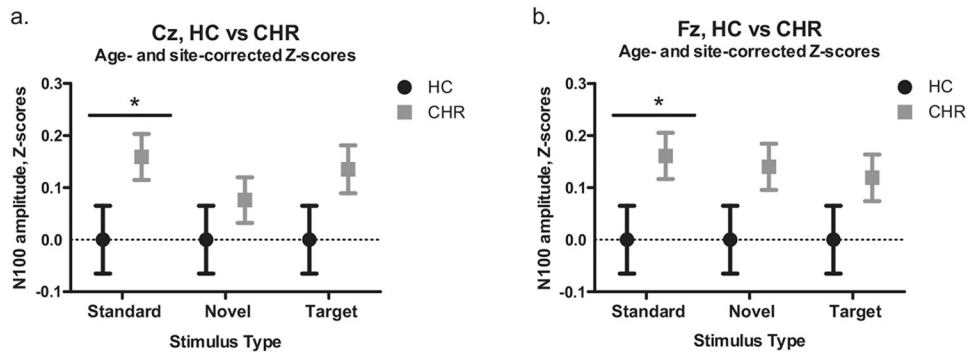 a.
Cz, HC vs CHR
Age- and site-corrected Z-scores
N100 amplitude, Z-scores
0.3
0.2
0.1
0.0
-0.1
*
HC
CHR
Standard Novel Target
Stimulus Type
b.
Fz, HC vs CHR
Age- and site-corrected Z-scores
N100 amplitude, Z-scores
0.3
0.2
0.1
0.0
-0.1
*
HC
CHR
Standard Novel Target
Stimulus Type